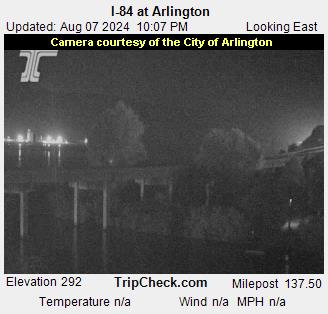 I-84 at Arlington
Updated: Aug 07 2024 10:07 PM Looking East
Camera courtesy of the City of Arlington
Elevation 292 TripCheck.com Milepost 137.50
Temperature n/a Wind n/a MPH n/a